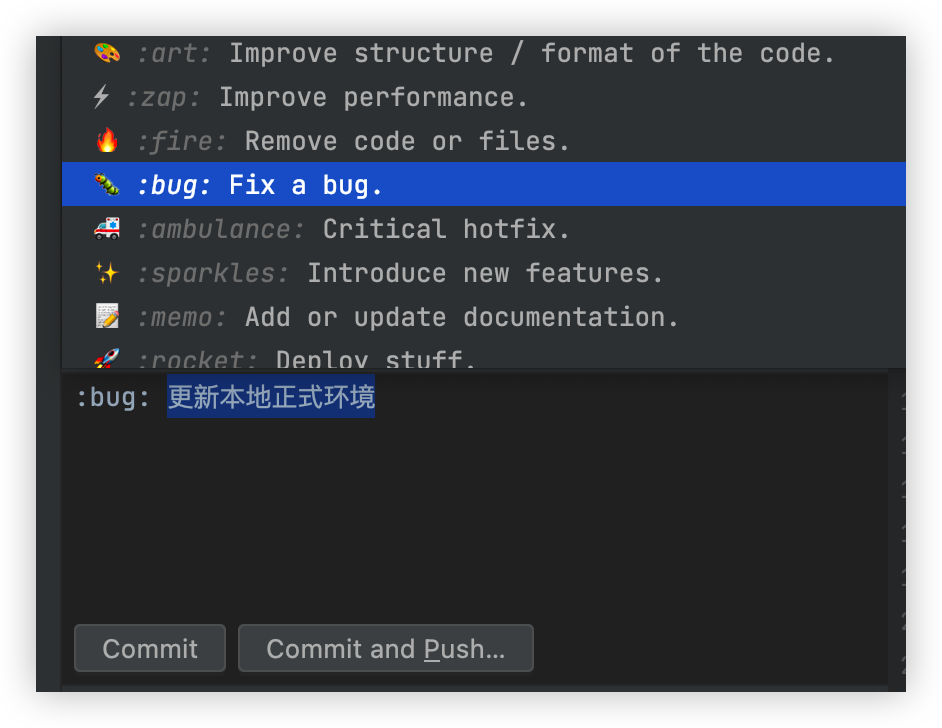 :art: Improve structure / format of the code.
:zap: Improve performance.
:fire: Remove code or files.
:bug: Fix a bug.
:ambulance: Critical hotfix.
:sparkles: Introduce new features.
:memo: Add or update documentation.
:rocket: Deploy stuff.
:bug: 更新本地正式环境
Commit
Commit and Push...